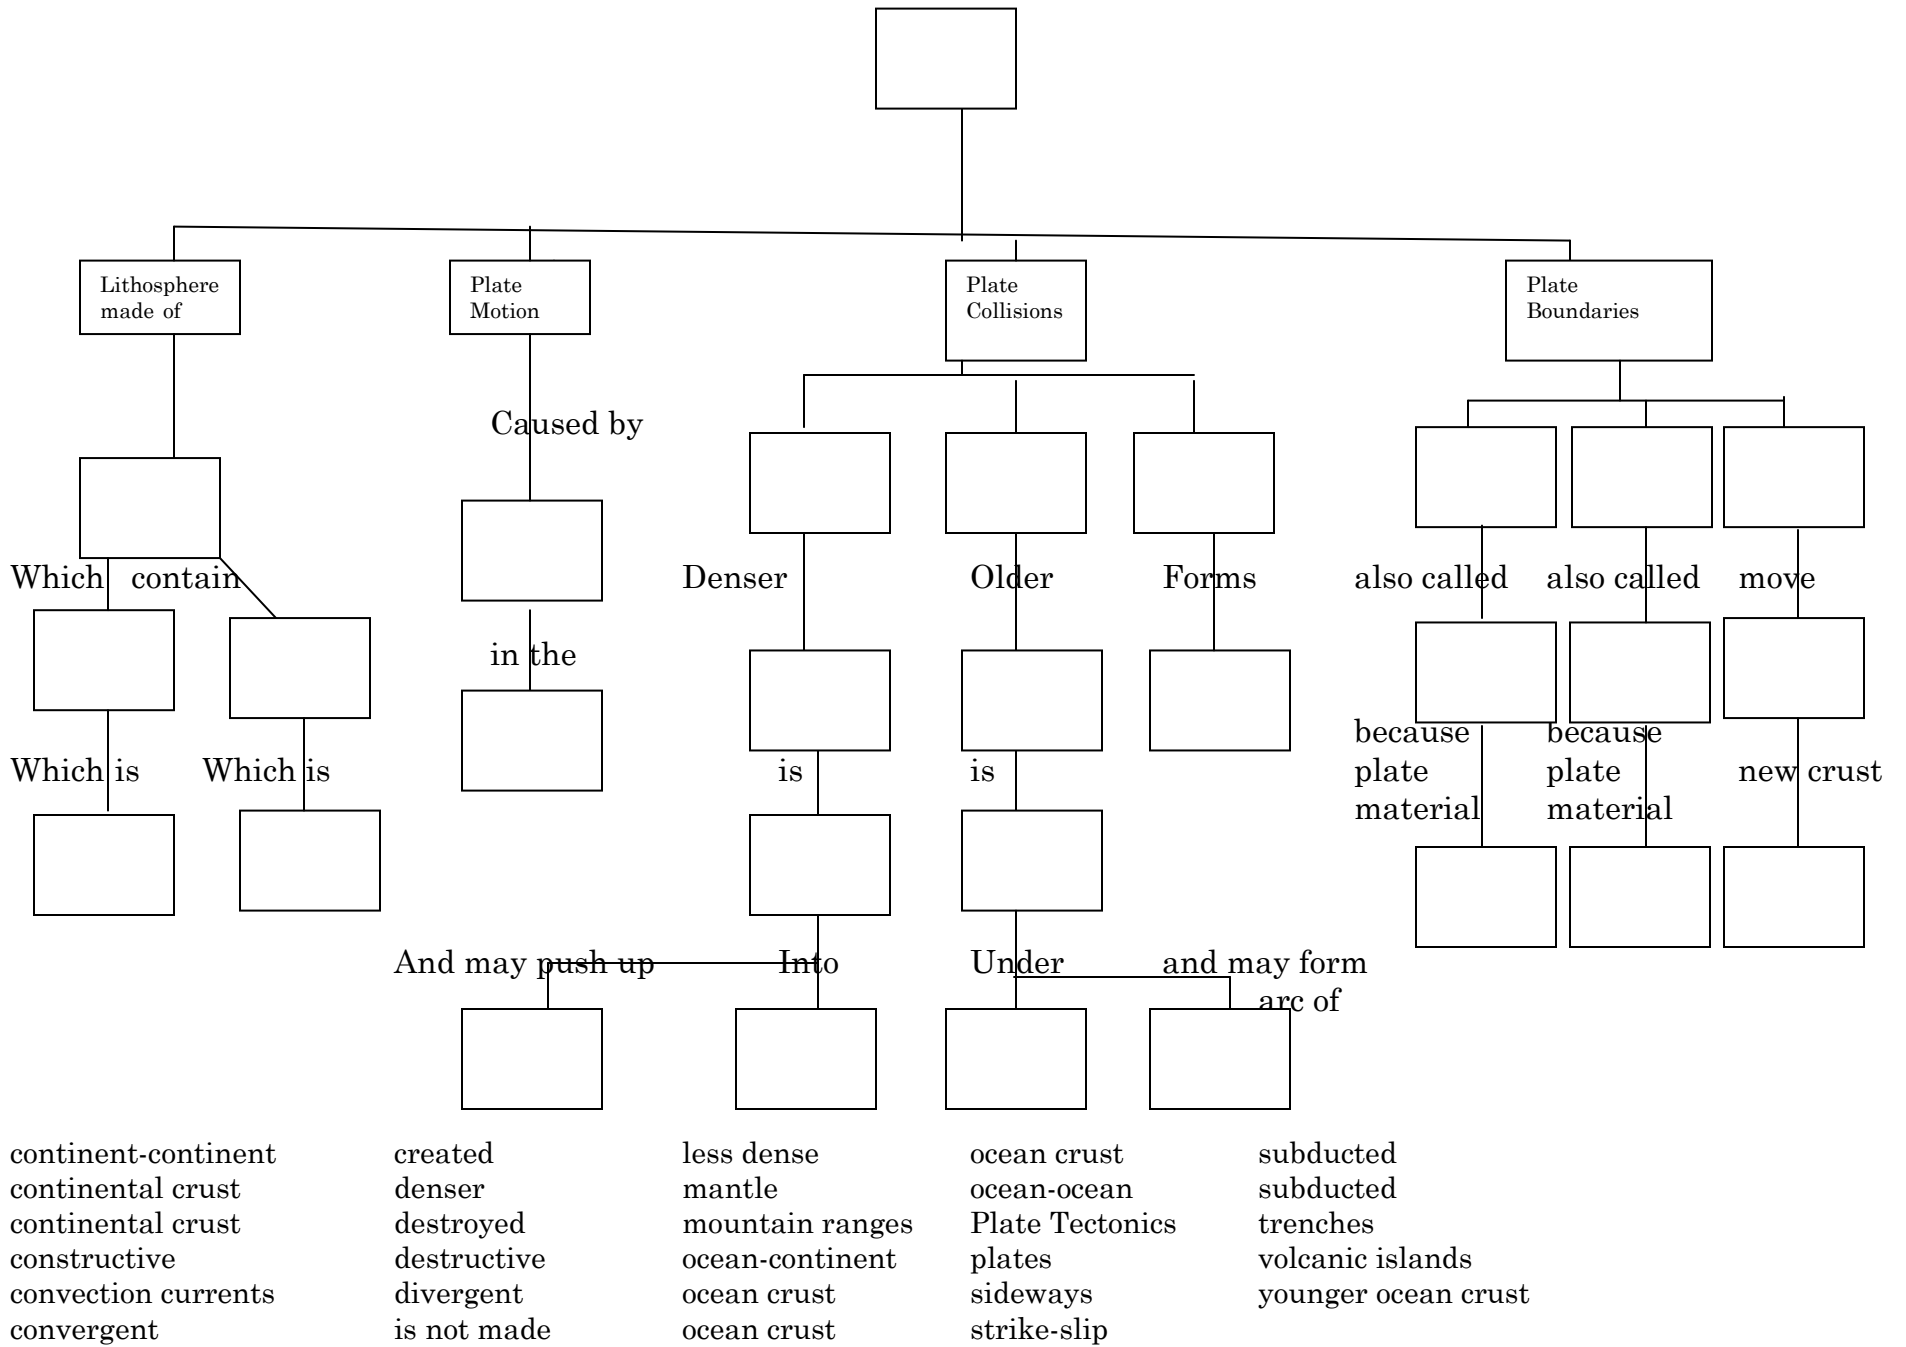 Lithosphere
made of
Plate
Motion
Plate
Collisions
Plate
Boundaries
Caused by
Which contain
Denser
Older
Forms
also called
also called
move
in the
Which is
Which is
is
is
because
plate
material
because
plate
material
new crust
And may push up
Into
Under
and may form
arc of
continent-continent
continental crust
continental crust
constructive
convection currents
convergent
created
denser
destroyed
destructive
divergent
is not made
less dense
mantle
mountain ranges
ocean-continent
ocean crust
ocean crust
ocean crust
ocean-ocean
Plate Tectonics
plates
sideways
strike-slip
subducted
subducted
trenches
volcanic islands
younger ocean crust